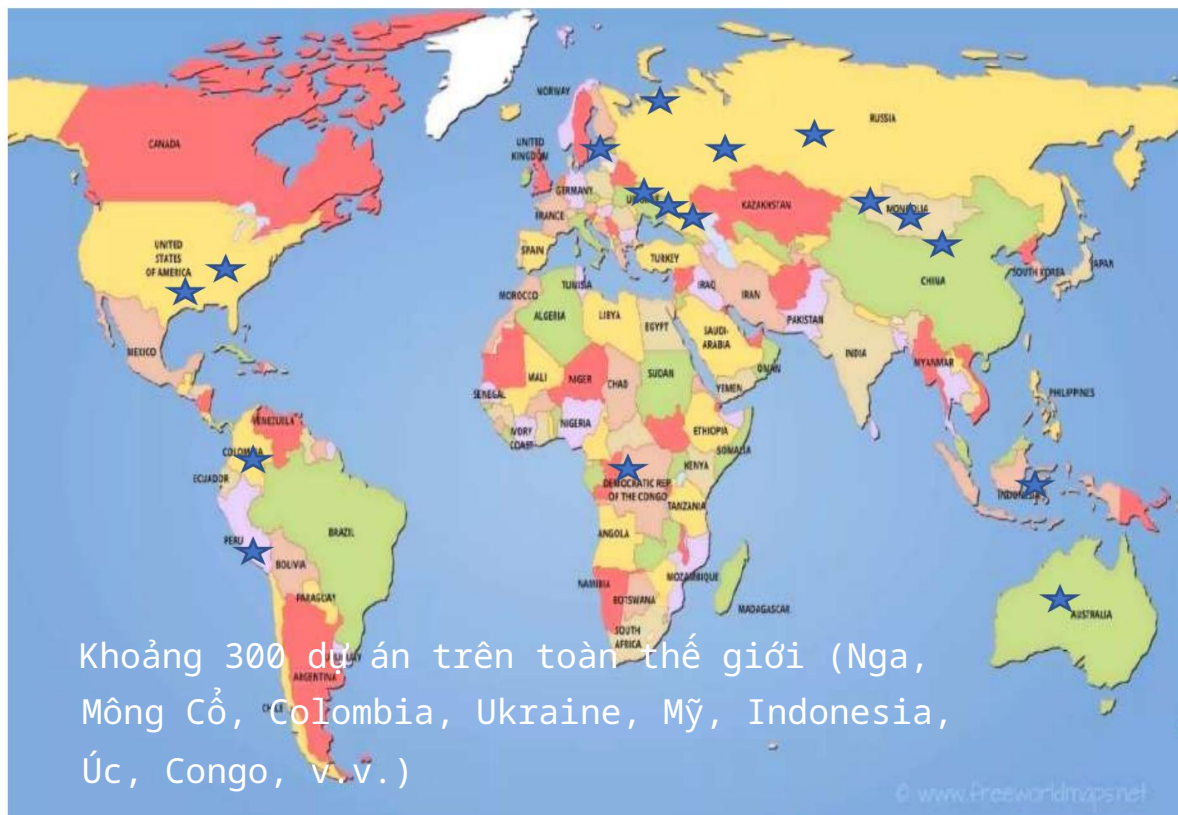 NORWAY
RUSSIA
CANADA
UNITED
KINGDOM
GERMANY
KAZAKHSTAN
MONGOLIA
FRANCE
UNITED
STATES
OF AMERICA
SPAIN
TURKEY
SOUTH KOREA
JAPAN
CHINA
TUNISIA
MOROCCO
IRAQ
IRAN
ALGERIA
LIBYA
EGYPT
PAKISTAN
SAUDI-
ARABIA
MEXICO
INDIA
MYANMAR
OMAN
MALI
NIGER
CHAD
SUDAN
YEMEN
SENEGAL
PHILIPPINES
VENEZUELA
IVORY
COAST
NIGERIA
ETHIOPIA
SOMALIA
COLOMBIA
KENYA
ECUADOR
DEMOCRATIC REP.
OF THE CONGO
INDONESIA
TANZANIA
BRAZIL
ANGOLA
PERU
BOLIVIA
MOZAMBIQUE
NAMIBIA
BOTSWANA
MADAGASCAR
PARAGUAY
AUSTRALIA
SOUTH
AFRICA
Khoảng 300 dự án trên toàn thế giới (Nga,
ARGENTINA
Mông Cổ, Colombia, Ukraine, Mỹ, Indonesia,
Úc, Congo, v.v.)
© www.freeworldmaps.net